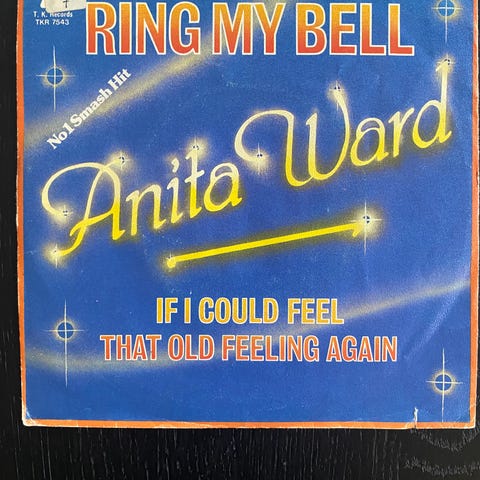 T. K. Records
TKR 7543
RING MY BELL
No1 Smash Hit
Anita Ward
IF I COULD FEEL
THAT OLD FEELING AGAIN